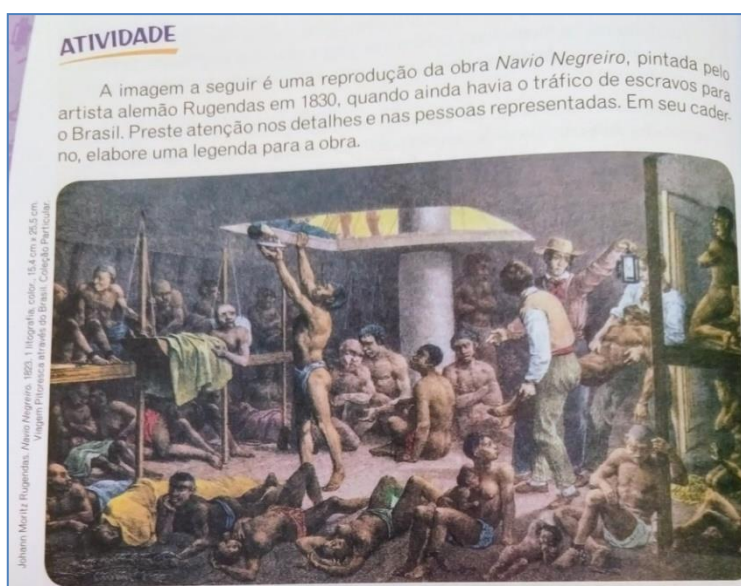 ATIVIDADE
A imagem a seguir é uma reprodução da obra Navio Negreiro, pintada pelo
artista alemão Rugendas em 1830, quando ainda havia o tráfico de escravos para
o Brasil. Preste atenção nos detalhes e nas pessoas representadas. Em seu cader-
no, elabore uma legenda para a obra.
Johann Moritz Rugendas. Navio Negreiro. 1823. 1 litografia, color.; 15,4 cm x 25,5 cm.
Viagem Pitoresca através do Brasil. Coleção Particular.